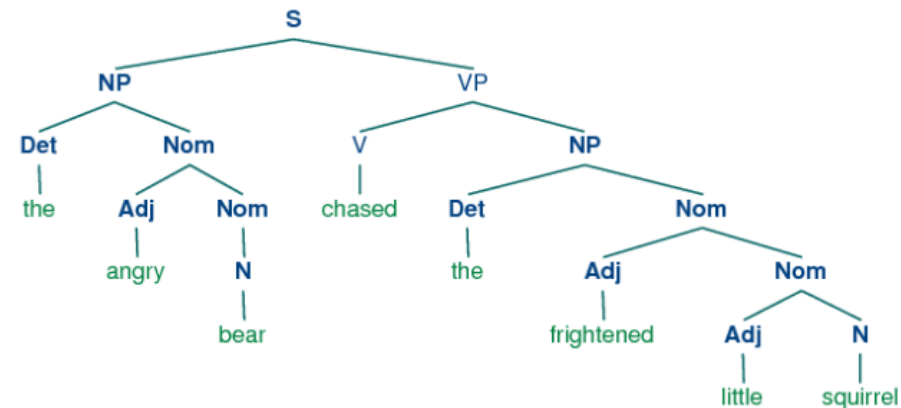 S
NP VP
Det Nom V NP
the Adj Nom chased Det Nom
angry N the Adj Nom
bear frightened Adj N
little squirrel